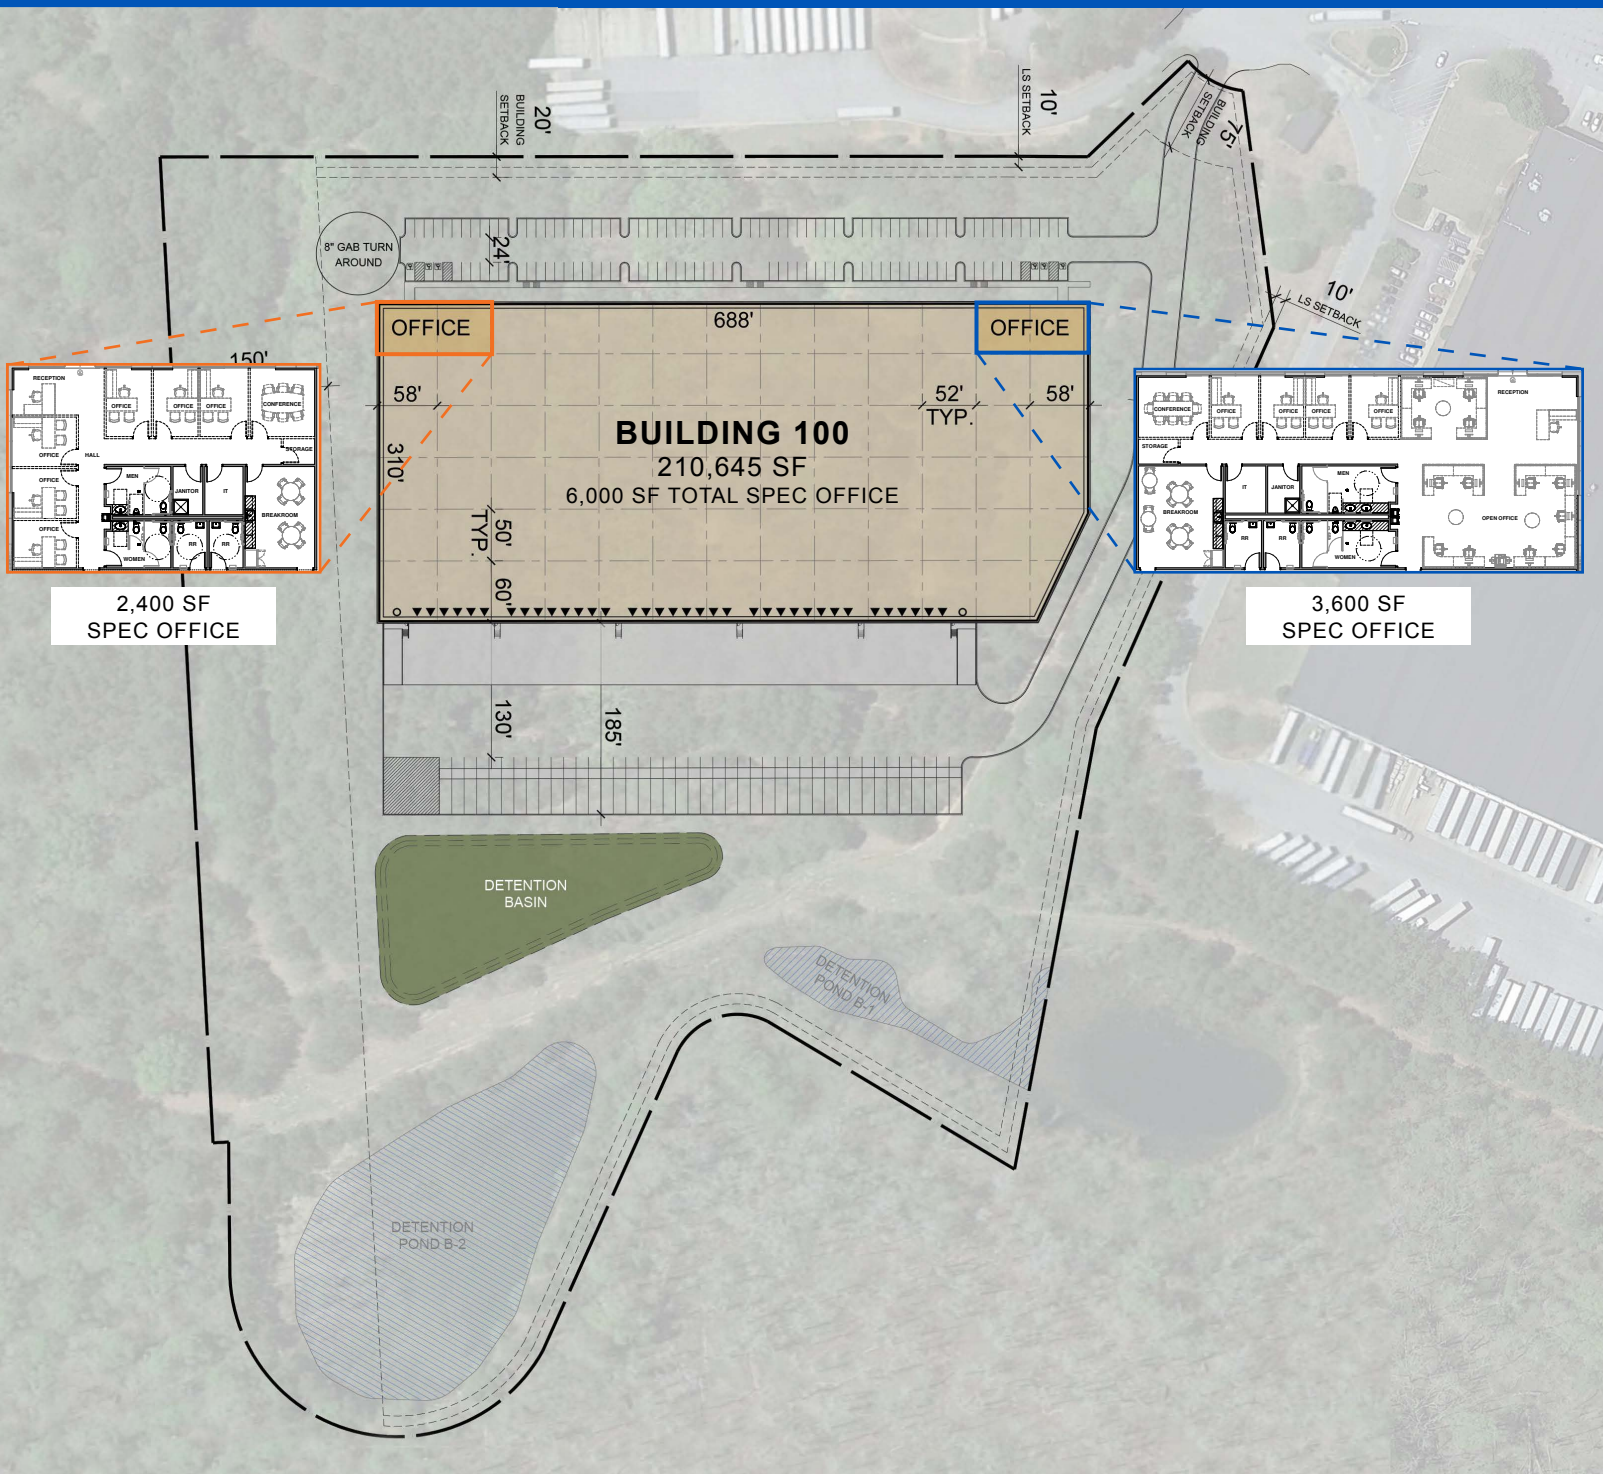 20'
BUILDING
SETBACK
10'
LS SETBACK
75'
BUILDING
SETBACK
10'
LS SETBACK
8" GAB TURN
AROUND
24'
OFFICE
688'
OFFICE
150'
58'
52'
TYP.
58'
310'
BUILDING 100
210,645 SF
6,000 SF TOTAL SPEC OFFICE
50'
TYP.
60'
RECEPTION
OFFICE
OFFICE
OFFICE
CONFERENCE
OFFICE
HALL
STORAGE
OFFICE
MEN
JANITOR
IT
BREAKROOM
OFFICE
WOMEN
RR
RR
2,400 SF
SPEC OFFICE
CONFERENCE
OFFICE
OFFICE
OFFICE
OFFICE
RECEPTION
STORAGE
MEN
IT
JANITOR
BREAKROOM
OPEN OFFICE
RR
RR
WOMEN
3,600 SF
SPEC OFFICE
130'
185'
DETENTION
BASIN
DETENTION
POND B-1
DETENTION
POND B-2